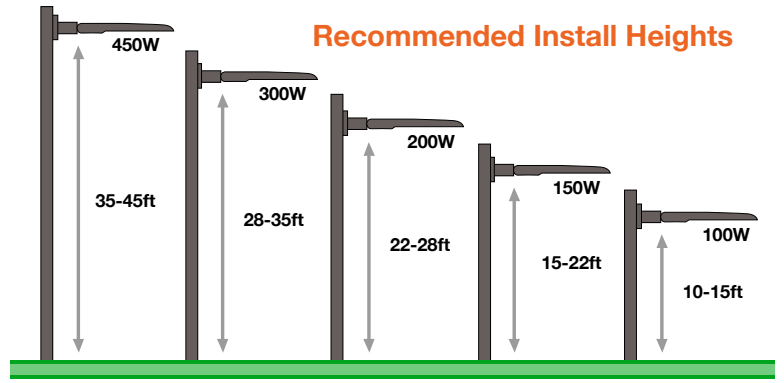 Recommended Install Heights
450W
300W
200W
150W
100W
35-45ft
28-35ft
22-28ft
15-22ft
10-15ft